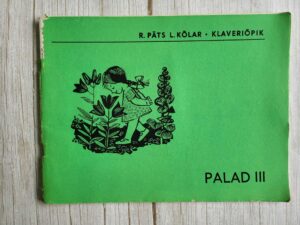 R. PÄTS L. KÕLAR • KLAVERIÕPIK
PALAD III